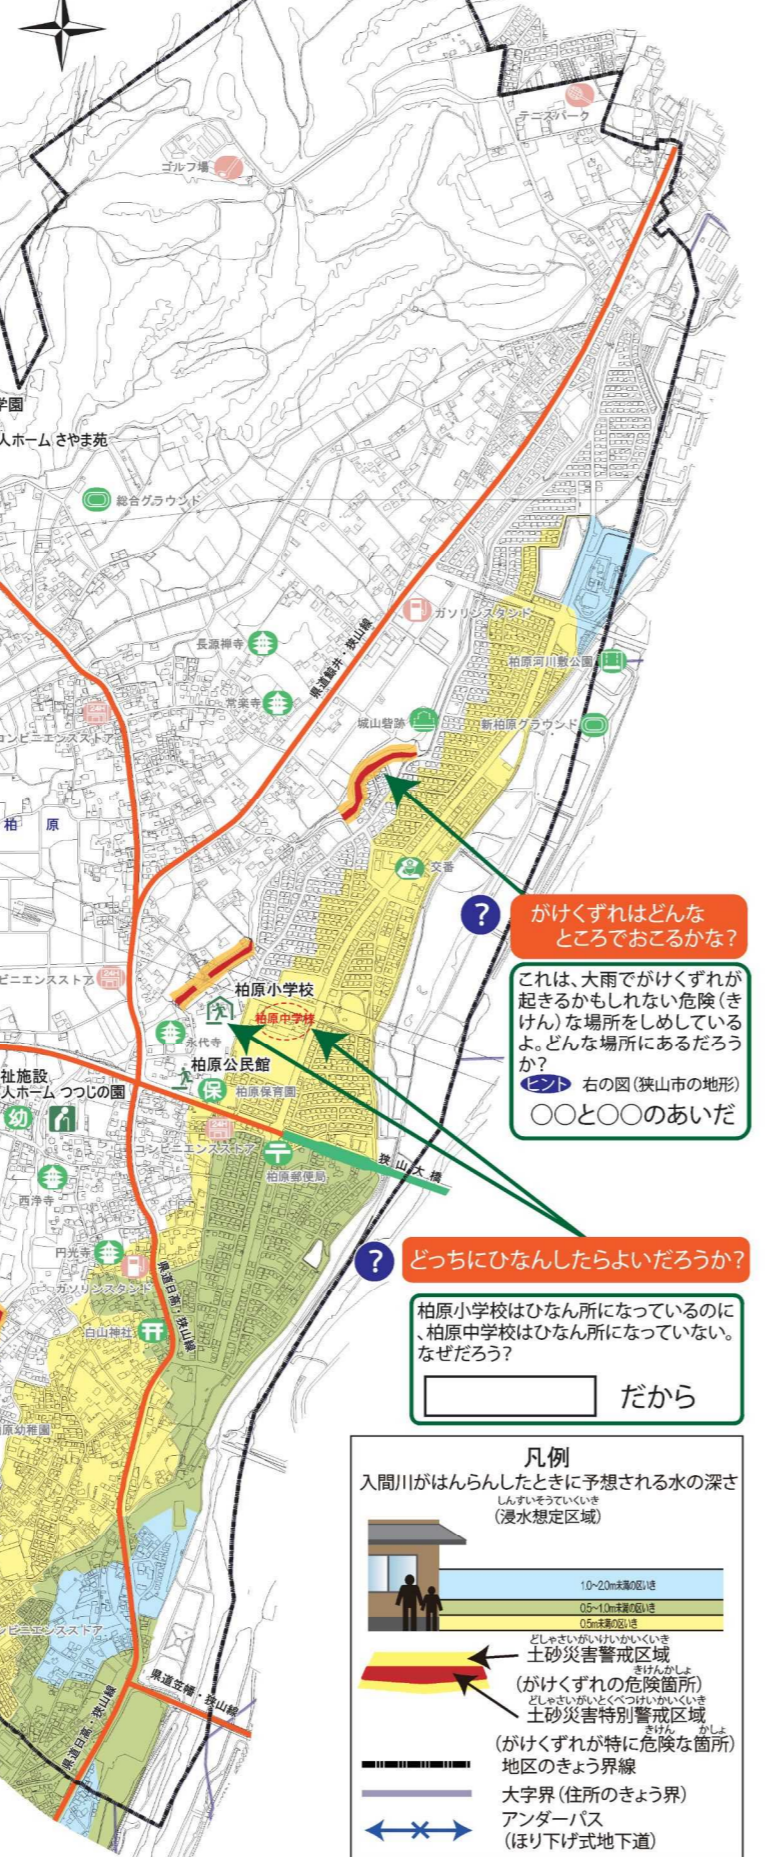 テニスパーク
ゴルフ場
学園
人ホーム さやま苑
総合グラウンド
ガソリンスタンド
県道鯨井・狭山線
長源禅寺
柏原河川敷公園
常楽寺
城山砦跡
新柏原グラウンド
24H
コンビニエンスストア
柏 原
交番
?
がけくずれはどんな
ところでおこるかな?
これは、大雨でがけくずれが
起きるかもしれない危険(き
けん)な場所をしめしている
よ。どんな場所にあるだろう
か?
ヒント 右の図(狭山市の地形)
○○と○○のあいだ
24H
ビニエンスストア
柏原小学校
柏原中学校
永代寺
柏原公民館
祉施設
人ホーム つつじの園
幼
保
柏原保育園
24H
ンビニエンスストア
柏原郵便局
狭山大橋
西浄寺
円光寺
ガソリンスタンド
県道日高・狭山線
白山神社
?
どっちにひなんしたらよいだろうか?
柏原小学校はひなん所になっているのに
、柏原中学校はひなん所になっていない。
なぜだろう?
だから
原幼稚園
凡例
入間川がはんらんしたときに予想される水の深さ
しんすいそうていくいき
(浸水想定区域)
1.0~2.0m未満の区いき
0.5~1.0m未満の区いき
0.5m未満の区いき
どしゃさいがいけいかいくいき
土砂災害警戒区域
きけんかしょ
(がけくずれの危険箇所)
どしゃさいがいとくべつけいかいくいき
土砂災害特別警戒区域
きけん かしょ
(がけくずれが特に危険な箇所)
地区のきょう界線
大字界(住所のきょう界)
アンダーパス
(ほり下げ式地下道)
ンビニエンスストア
県道笠幡・狭山線
県道日高・狭山線